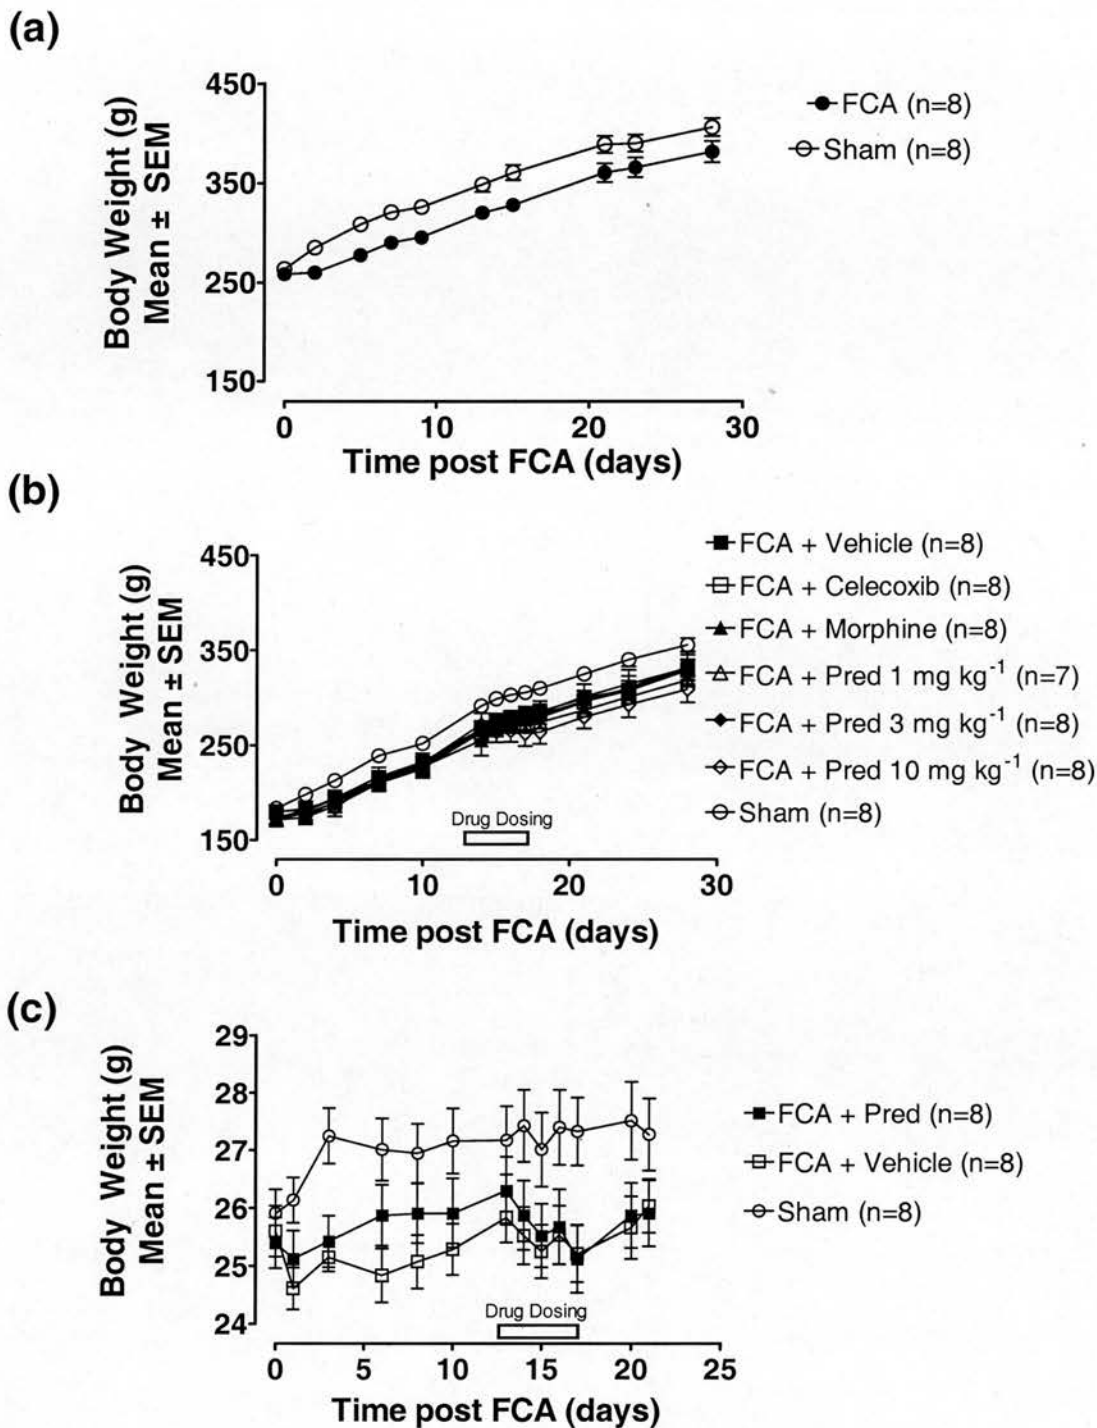 (a)
Body Weight (g)
Mean ± SEM
450
350
250
150
0 10 20 30
Time post FCA (days)
FCA (n=8)
Sham (n=8)
(b)
Body Weight (g)
Mean ± SEM
450
350
250
150
Drug Dosing
0 10 20 30
Time post FCA (days)
FCA + Vehicle (n=8)
FCA + Celecoxib (n=8)
FCA + Morphine (n=8)
FCA + Pred 1 mg kg⁻¹ (n=7)
FCA + Pred 3 mg kg⁻¹ (n=8)
FCA + Pred 10 mg kg⁻¹ (n=8)
Sham (n=8)
(c)
Body Weight (g)
Mean ± SEM
29
28
27
26
25
24
Drug Dosing
0 5 10 15 20 25
Time post FCA (days)
FCA + Pred (n=8)
FCA + Vehicle (n=8)
Sham (n=8)